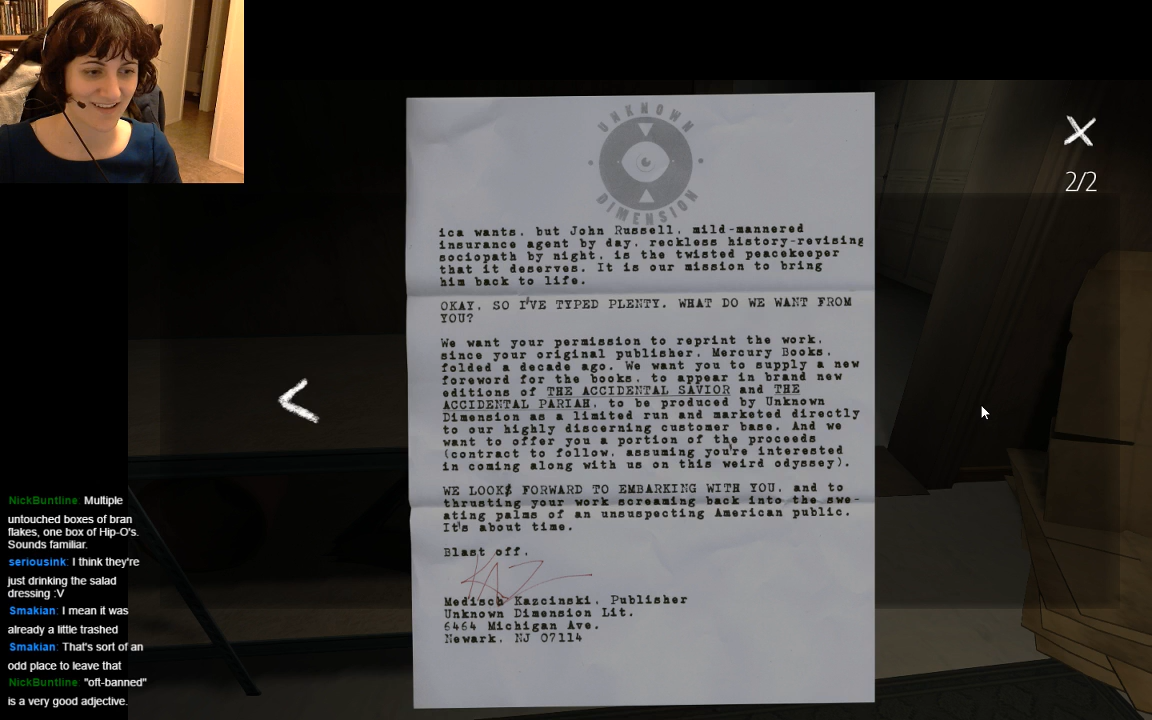 UNKNOWN
DIMENSION
2/2
ica wants, but John Russell, mild-mannered
insurance agent by day, reckless history-revising
sociopath by night, is the twisted peacekeeper
that it deserves. It is our mission to bring
him back to life.
OKAY, SO I'VE TYPED PLENTY. WHAT DO WE WANT FROM
YOU?
We want your permission to reprint the work,
since your original publisher, Mercury Books,
folded a decade ago. We want you to supply a new
foreword for the books, to appear in brand new
editions of THE ACCIDENTAL SAVIOR and THE
ACCIDENTAL PARIAH, to be produced by Unknown
Dimension as a limited run and marketed directly
to our highly discerning customer base. And we
want to offer you a portion of the proceeds
(contract to follow, assuming you're interested
in coming along with us on this weird odyssey).
WE LOOK FORWARD TO EMBARKING WITH YOU, and to
thrusting your work screaming back into the swe-
ating palms of an unsuspecting American public.
It's about time.
Blast off,
KAZ
Medisch Kazcinski, Publisher
Unknown Dimension Lit.
6464 Michigan Ave.
Newark, NJ 07114
NickBuntline: Multiple
untouched boxes of bran
flakes, one box of Hip-O's.
Sounds familiar.
seriousink: I think they're
just drinking the salad
dressing :V
Smakian: I mean it was
already a little trashed
Smakian: That's sort of an
odd place to leave that
NickBuntline: "oft-banned"
is a very good adjective.